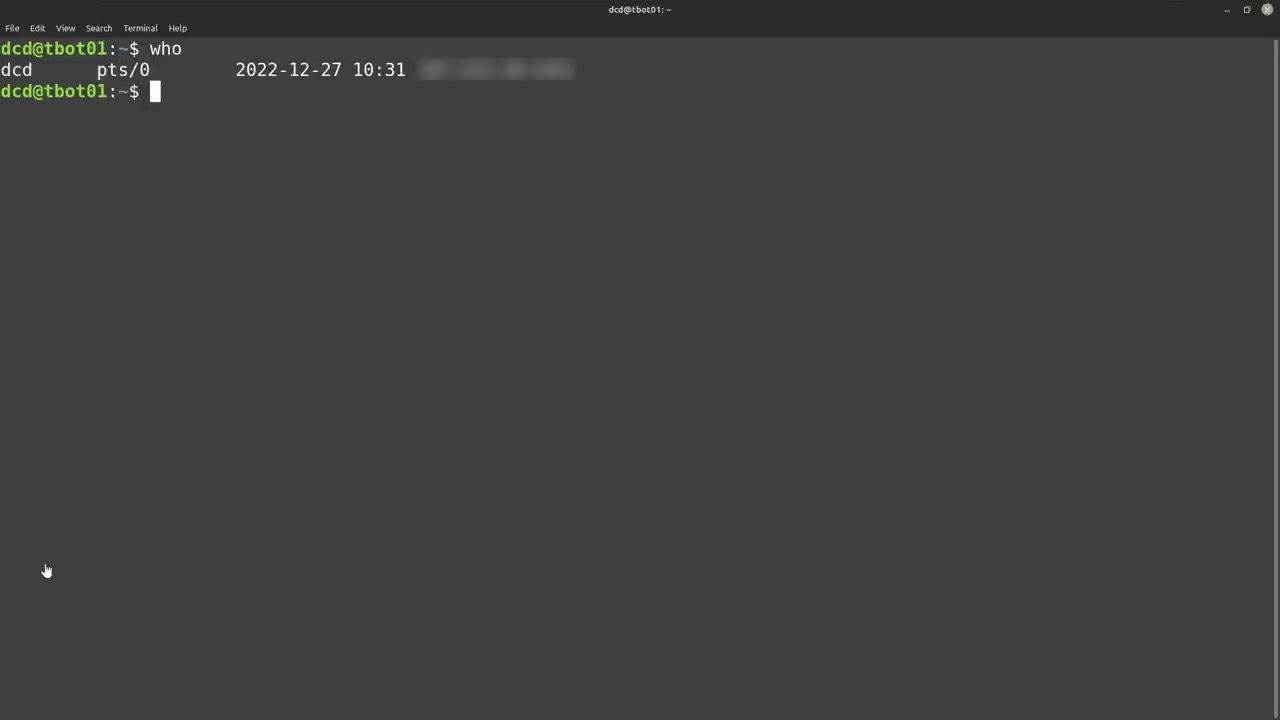 dcd@tbot01: ~
File Edit View Search Terminal Help
dcd@tbot01:~$ who
dcd      pts/0        2022-12-27 10:31
dcd@tbot01:~$